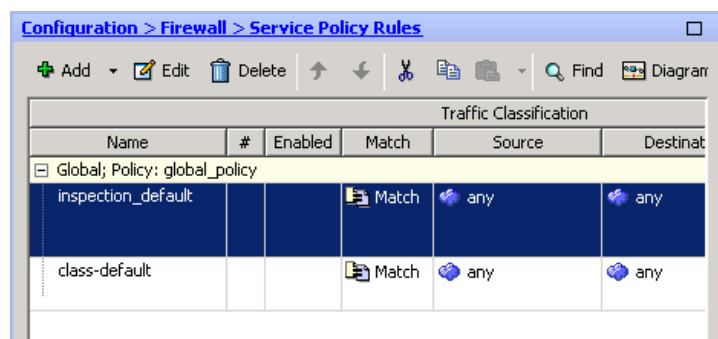 Configuration > Firewall > Service Policy Rules
Add Edit Delete Find Diagram
Traffic Classification
Name # Enabled Match Source Destinat
Global; Policy: global_policy
inspection_default Match any any
class-default Match any any